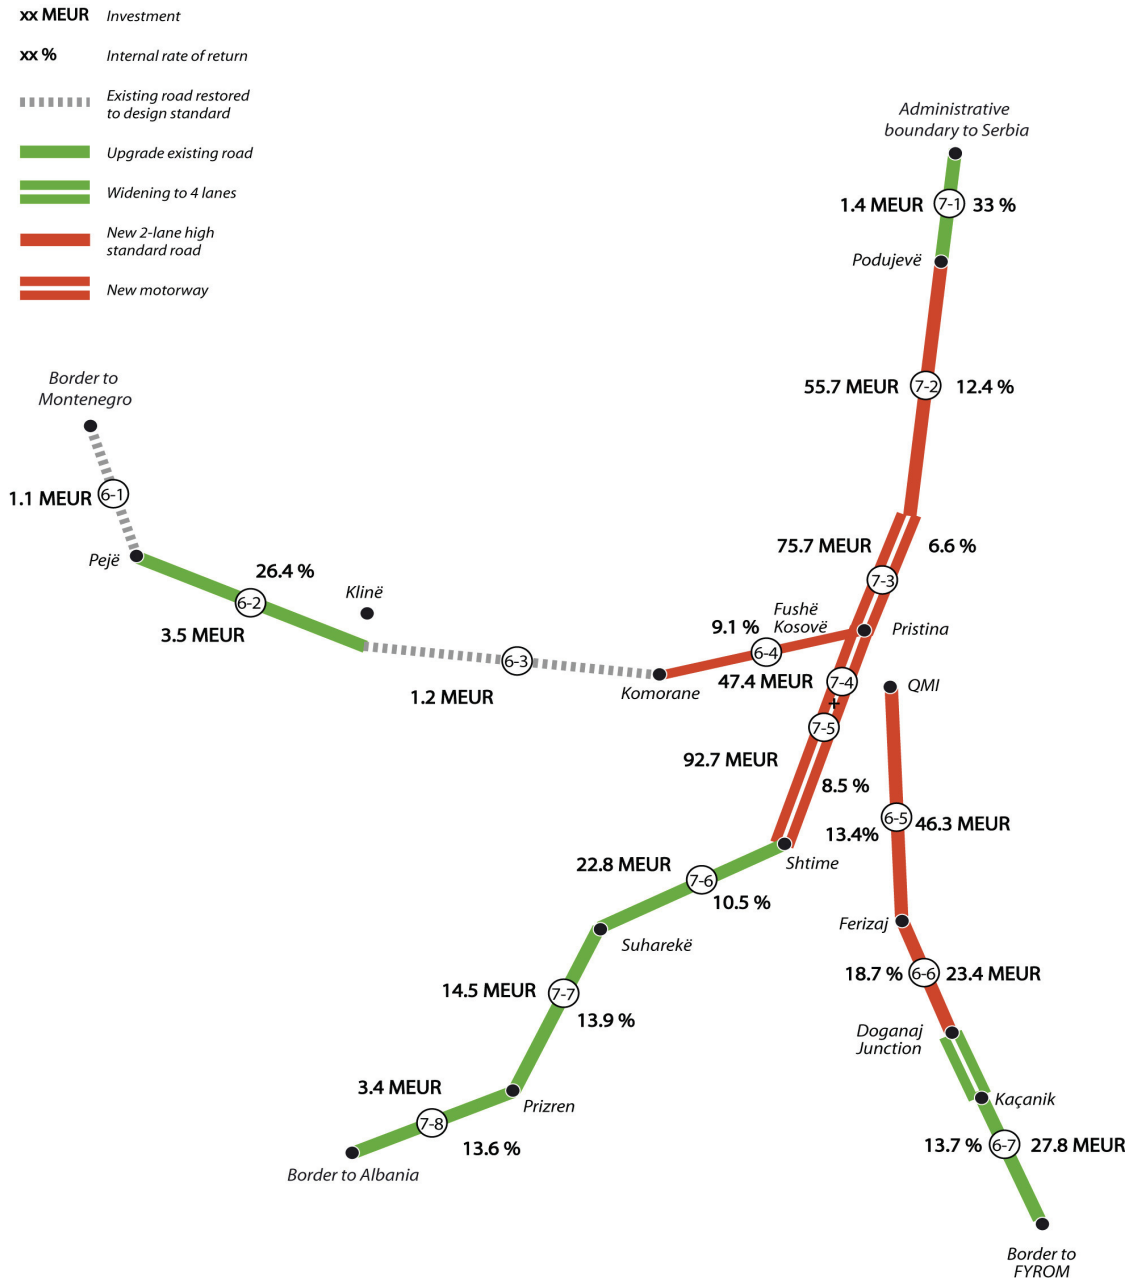 xx MEUR Investment
xx % Internal rate of return
Existing road restored
to design standard
Upgrade existing road
Widening to 4 lanes
New 2-lane high
standard road
New motorway
Administrative
boundary to Serbia
1.4 MEUR 7-1 33 %
Podujevë
55.7 MEUR 7-2 12.4 %
Border to
Montenegro
1.1 MEUR 6-1
Pejë
26.4 %
6-2
3.5 MEUR
Klinë
6-3
1.2 MEUR
Komorane
75.7 MEUR 6.6 %
7-3
Fushë
Kosovë
Pristina
9.1 %
6-4
47.4 MEUR 7-4
+
7-5
QMI
92.7 MEUR
8.5 %
13.4% 6-5 46.3 MEUR
Shtime
22.8 MEUR
7-6
10.5 %
Suharekë
Ferizaj
18.7 % 6-6 23.4 MEUR
14.5 MEUR 7-7
13.9 %
Doganaj
Junction
Kaçanik
3.4 MEUR
Prizren
7-8
13.6 %
Border to Albania
13.7 % 6-7 27.8 MEUR
Border to
FYROM